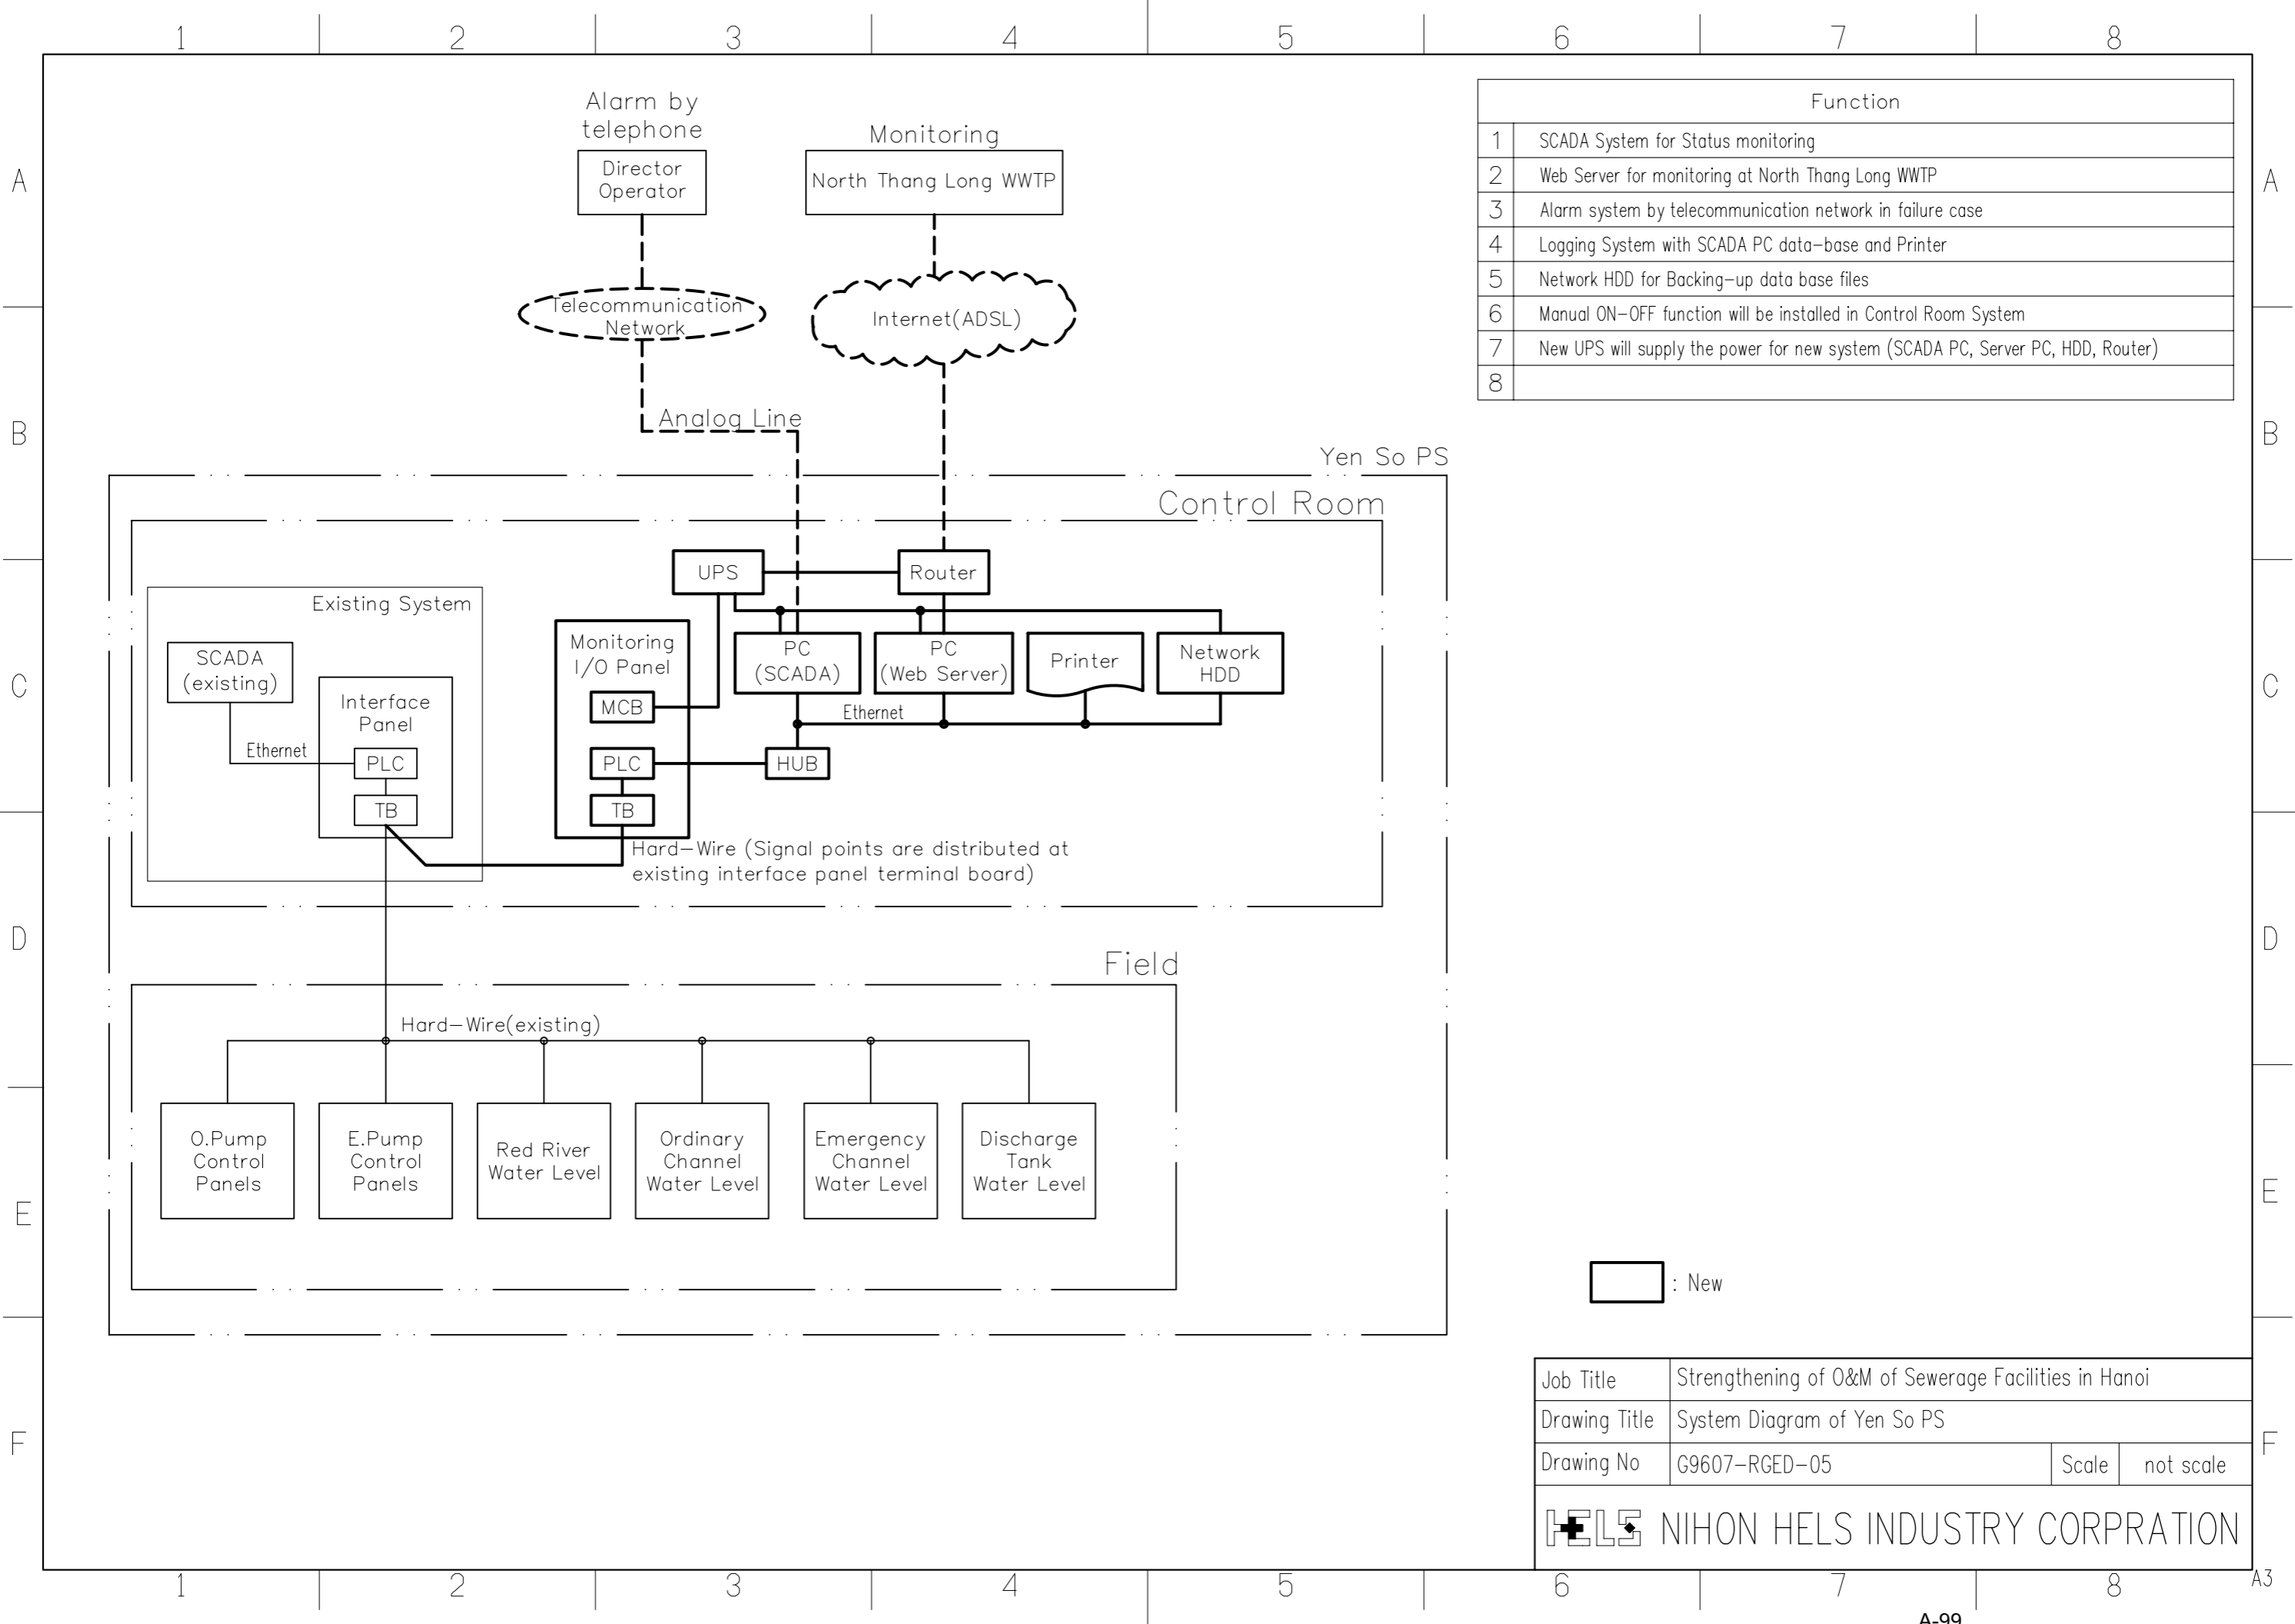 1 2 3 4 5 6 7 8
A
B
C
D
E
F
A
B
C
D
E
F
Alarm by
telephone
Director
Operator
Monitoring
North Thang Long WWTP
Telecommunication
Network
Internet(ADSL)
Analog Line
Function
1 SCADA System for Status monitoring
2 Web Server for monitoring at North Thang Long WWTP
3 Alarm system by telecommunication network in failure case
4 Logging System with SCADA PC data-base and Printer
5 Network HDD for Backing-up data base files
6 Manual ON-OFF function will be installed in Control Room System
7 New UPS will supply the power for new system (SCADA PC, Server PC, HDD, Router)
8
Yen So PS
Control Room
UPS
Router
Existing System
SCADA
(existing)
Interface
Panel
Ethernet
PLC
TB
Monitoring
I/O Panel
MCB
PLC
TB
PC
(SCADA)
PC
(Web Server)
Printer
Network
HDD
Ethernet
HUB
Hard-Wire (Signal points are distributed at
existing interface panel terminal board)
Field
Hard-Wire(existing)
O.Pump
Control
Panels
E.Pump
Control
Panels
Red River
Water Level
Ordinary
Channel
Water Level
Emergency
Channel
Water Level
Discharge
Tank
Water Level
: New
Job Title Strengthening of O&M of Sewerage Facilities in Hanoi
Drawing Title System Diagram of Yen So PS
Drawing No G9607-RGED-05 Scale not scale
HELS NIHON HELS INDUSTRY CORPRATION
1 2 3 4 5 6 7 8
A3
A-99